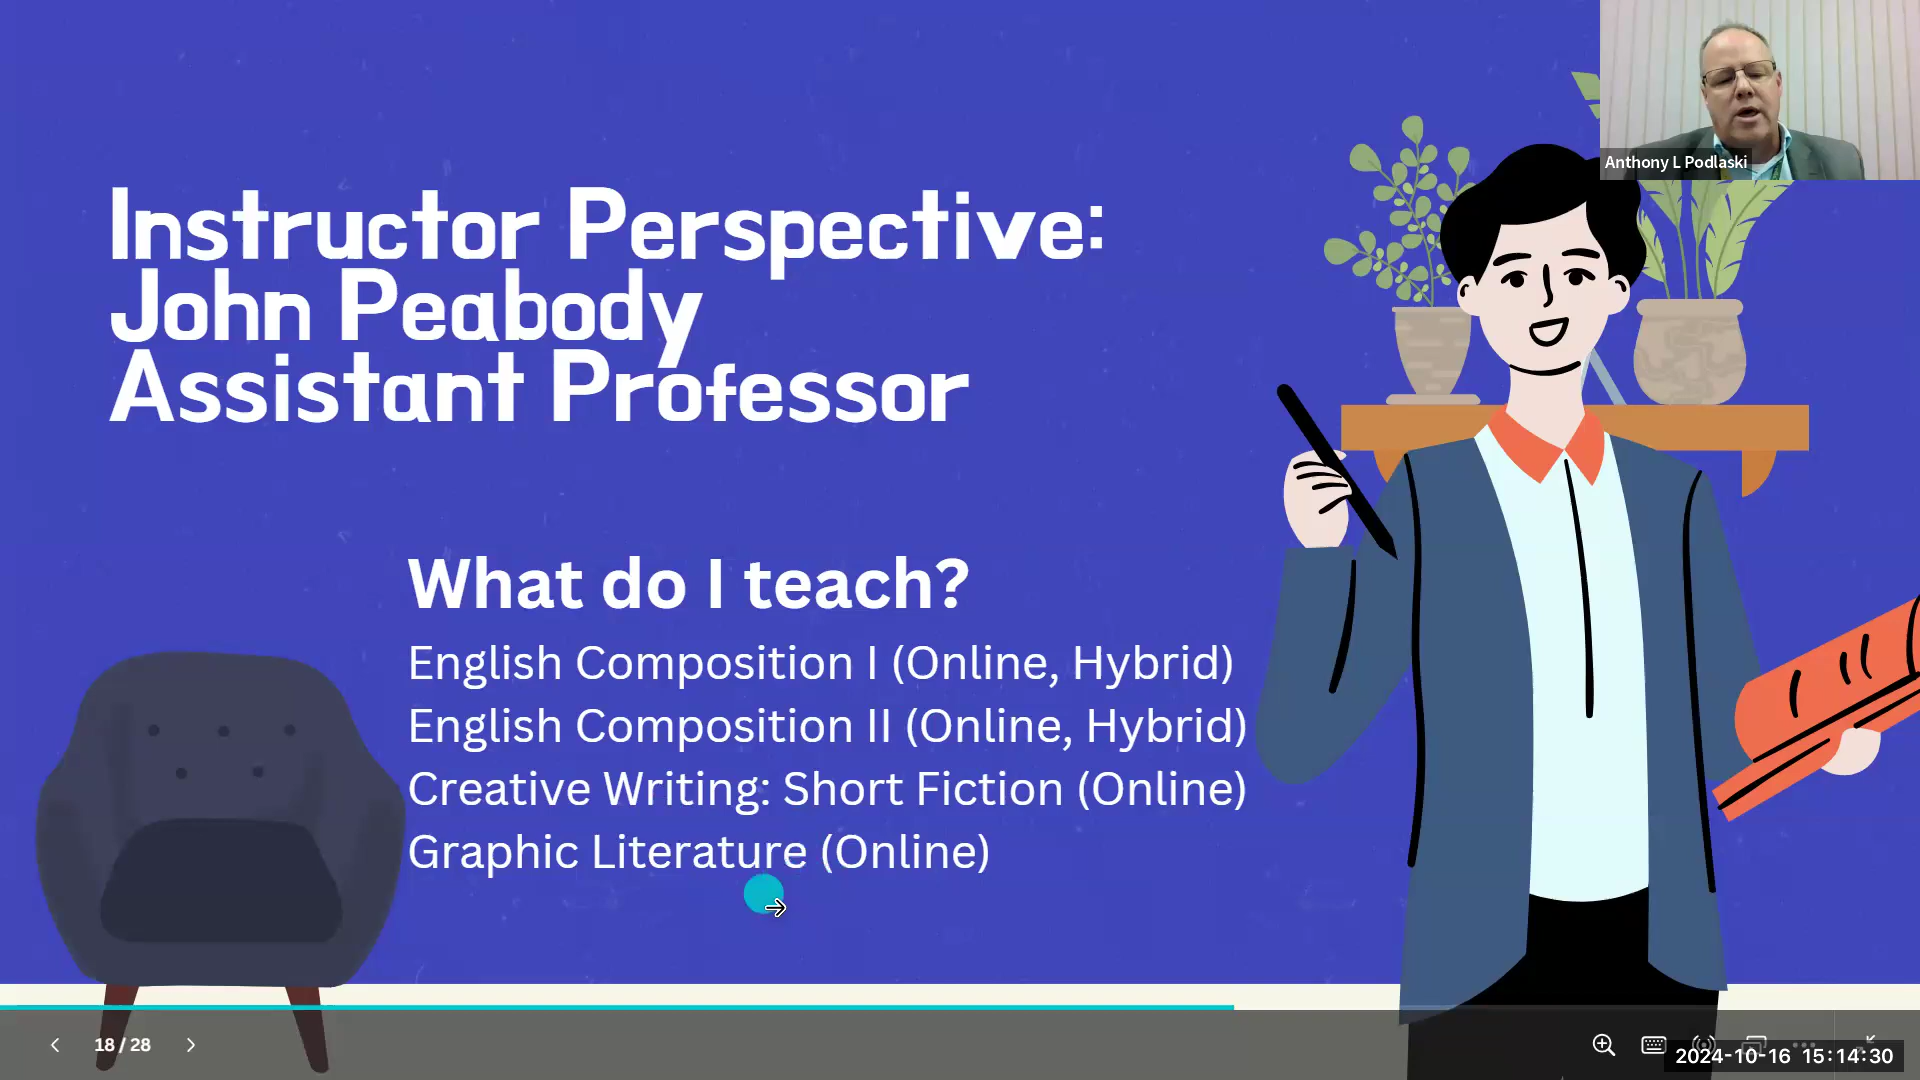 Anthony L Podlaski
Instructor Perspective:
John Peabody
Assistant Professor
What do I teach?
English Composition I (Online, Hybrid)
English Composition II (Online, Hybrid)
Creative Writing: Short Fiction (Online)
Graphic Literature (Online)
18 / 28
2024-10-16 15:14:30